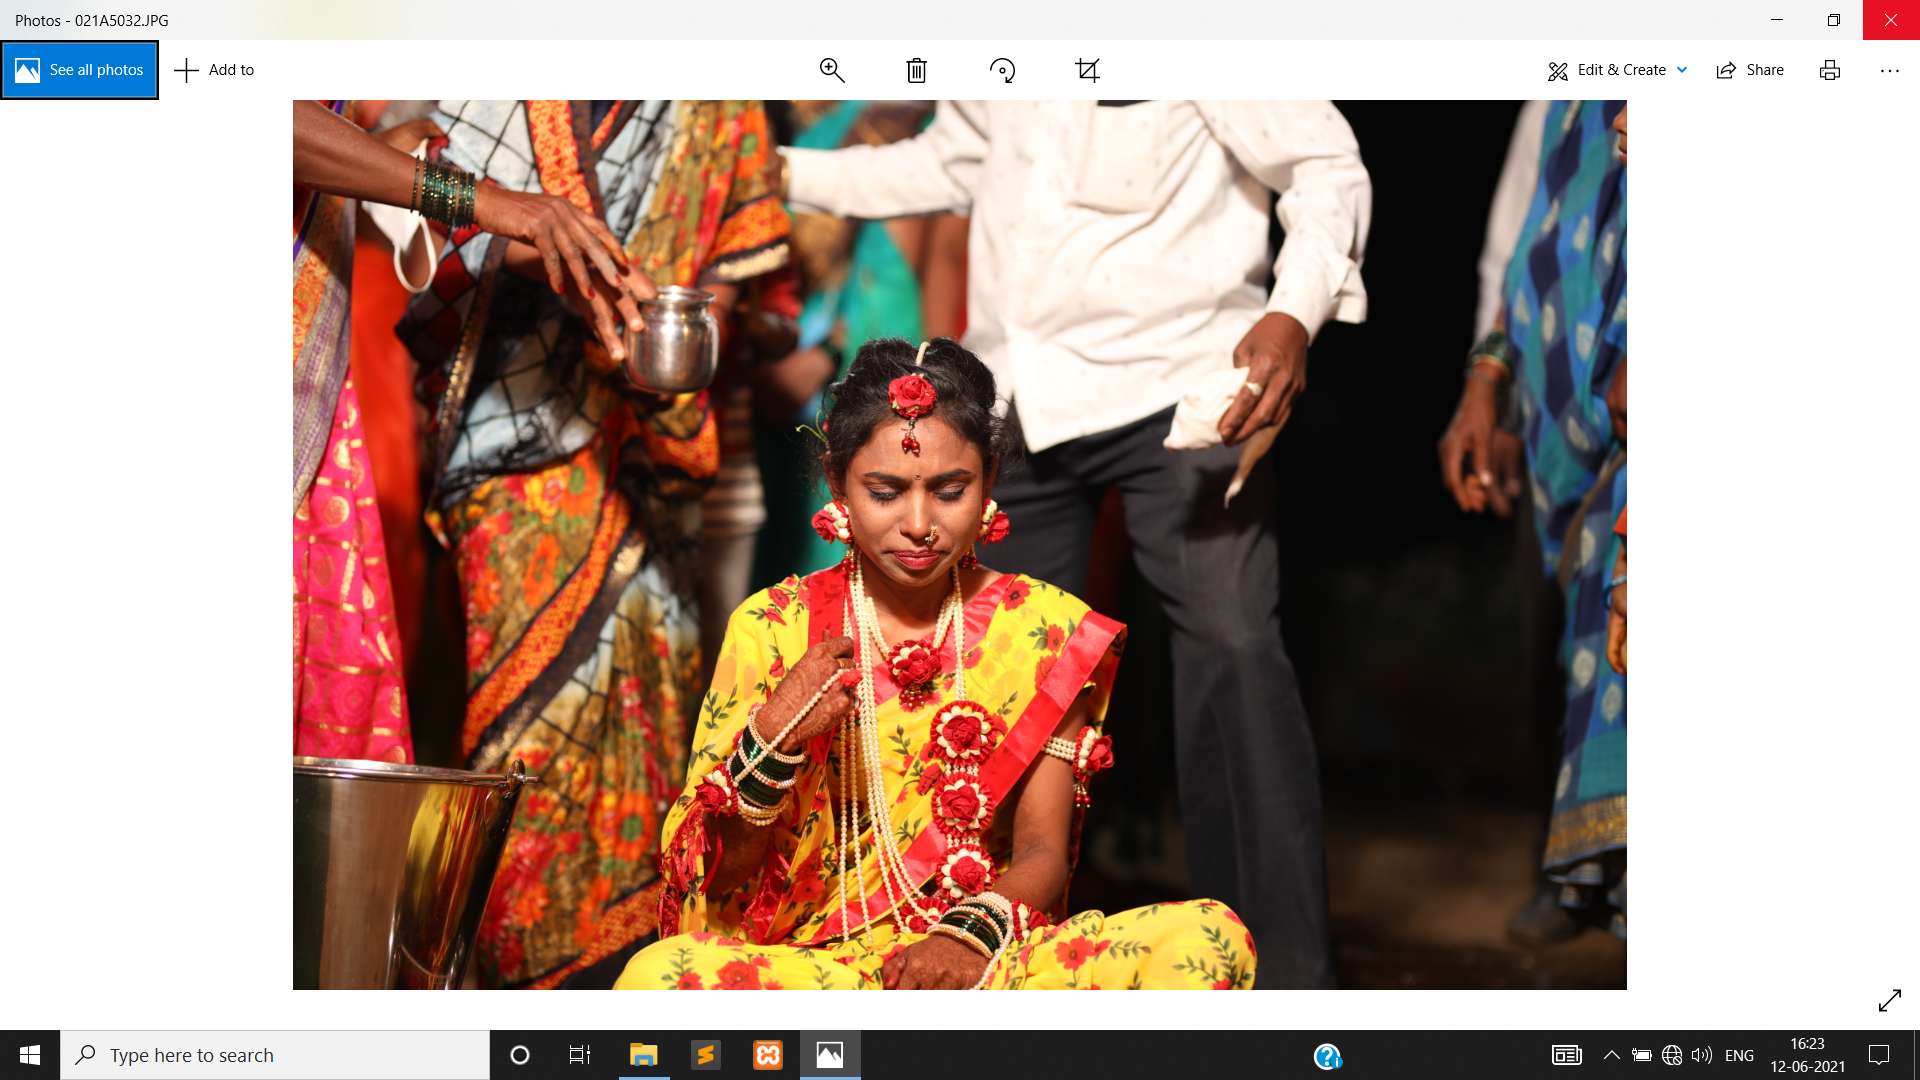 Photos - 021A5032.JPG
See all photos
Add to
Edit & Create
Share
Type here to search
ENG
16:23
12-06-2021